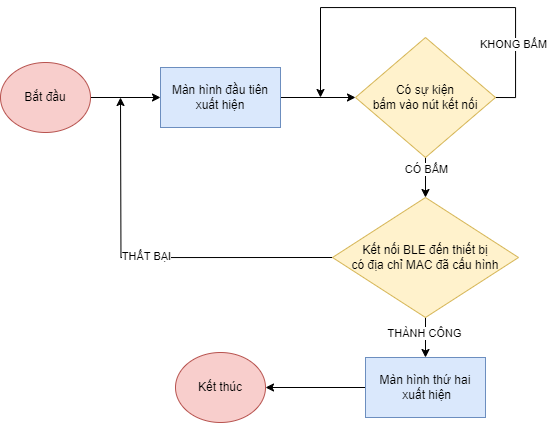 KHONG BẤM
Bắt đầu
Màn hình đầu tiên
xuất hiện
Có sự kiện
bấm vào nút kết nối
CÓ BẤM
Kết nối BLE đến thiết bị
có địa chỉ MAC đã cấu hình
THẤT BẠI
THÀNH CÔNG
Kết thúc
Màn hình thứ hai
xuất hiện